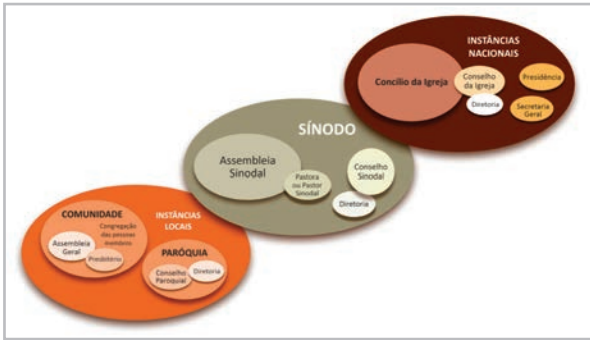 INSTÂNCIAS
NACIONAIS
Concílio da Igreja
Conselho
da Igreja
Diretoria
Presidência
Secretaria
Geral
SÍNODO
Assembleia
Sinodal
Pastora
ou Pastor
Sinodal
Conselho
Sinodal
Diretoria
COMUNIDADE
Congregação
das pessoas
membros
Assembleia
Geral
Presbitério
INSTÂNCIAS
LOCAIS
PARÓQUIA
Conselho
Paroquial
Diretoria